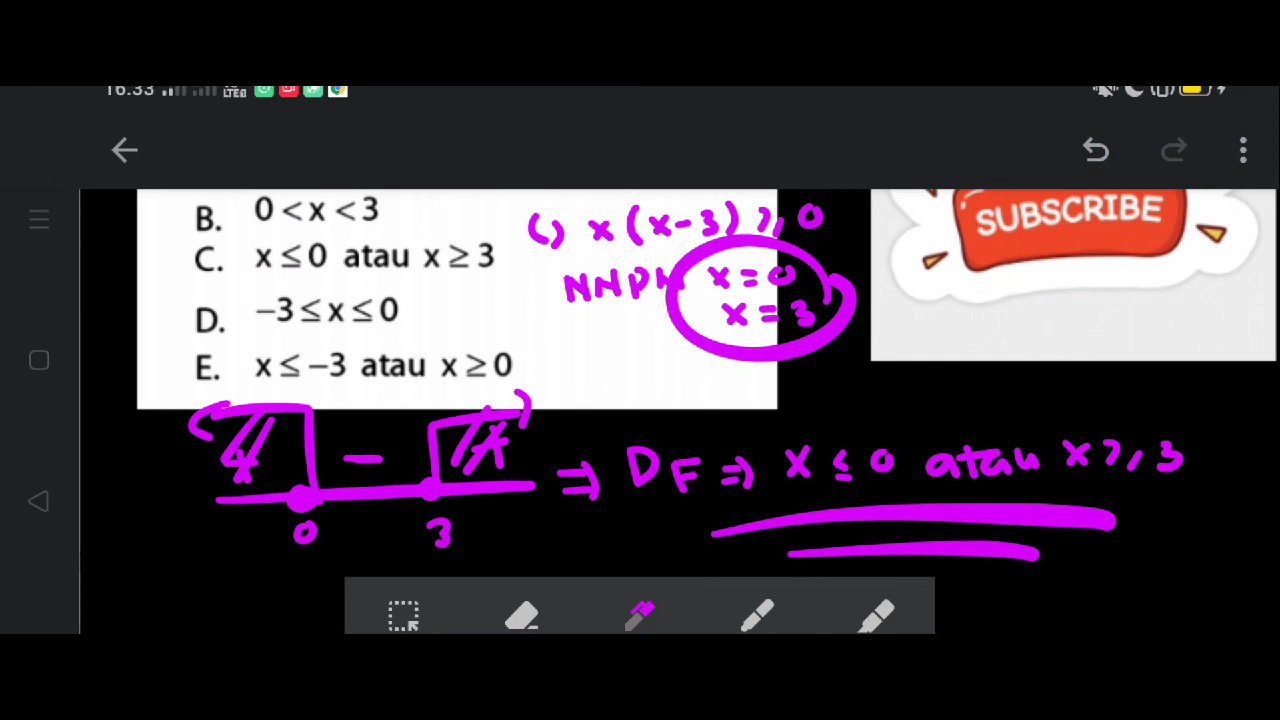 16.33
LTE
SUBSCRIBE
B. 0 < x < 3
C. x ≤ 0 atau x ≥ 3
D. −3 ≤ x ≤ 0
E. x ≤ −3 atau x ≥ 0
(-) x (x-3) ≥ 0
x = 0
x = 3
− 
0 3
⇒ DF ⇒ x ≤ 0 atau x ≥ 3